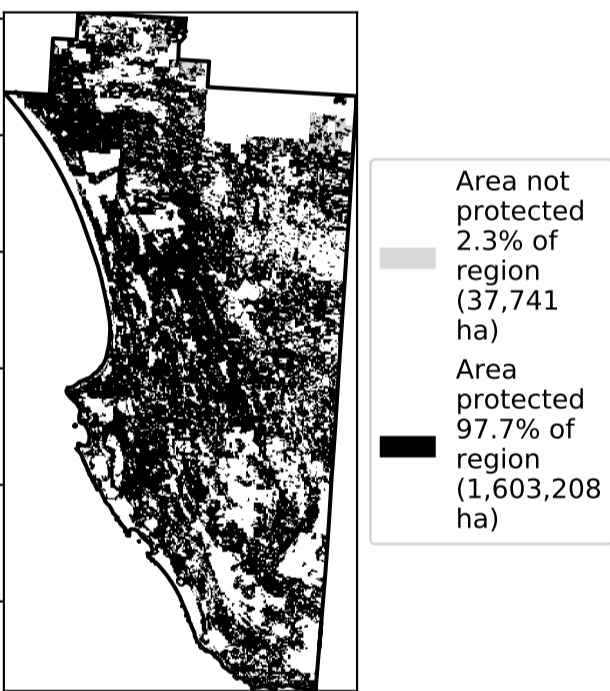 Area not
protected
2.3% of
region
(37,741
ha)
Area
protected
97.7% of
region
(1,603,208
ha)